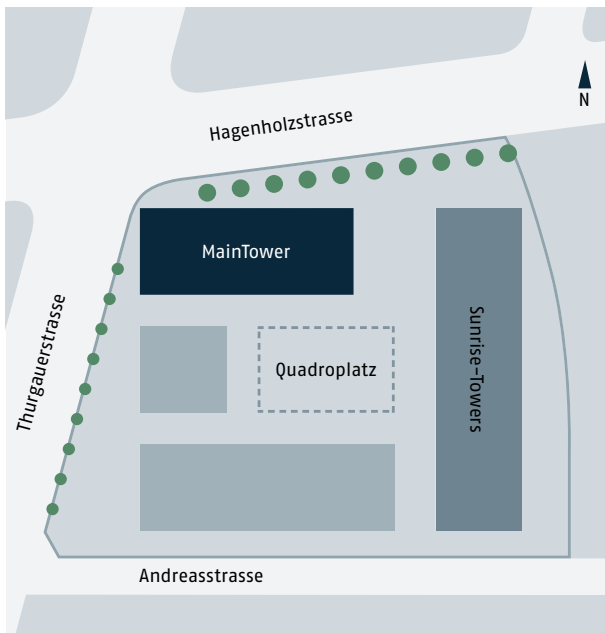 N
Hagenholzstrasse
MainTower
Thurgauerstrasse
Quadroplatz
Sunrise-Towers
Andreasstrasse